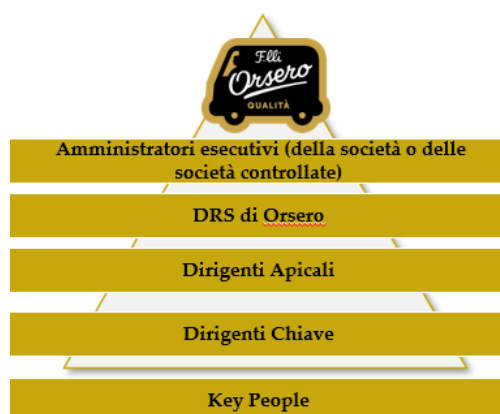 F.lli
Orsero
QUALITÀ
Amministratori esecutivi (della società o delle
società controllate)
DRS di Orsero
Dirigenti Apicali
Dirigenti Chiave
Key People